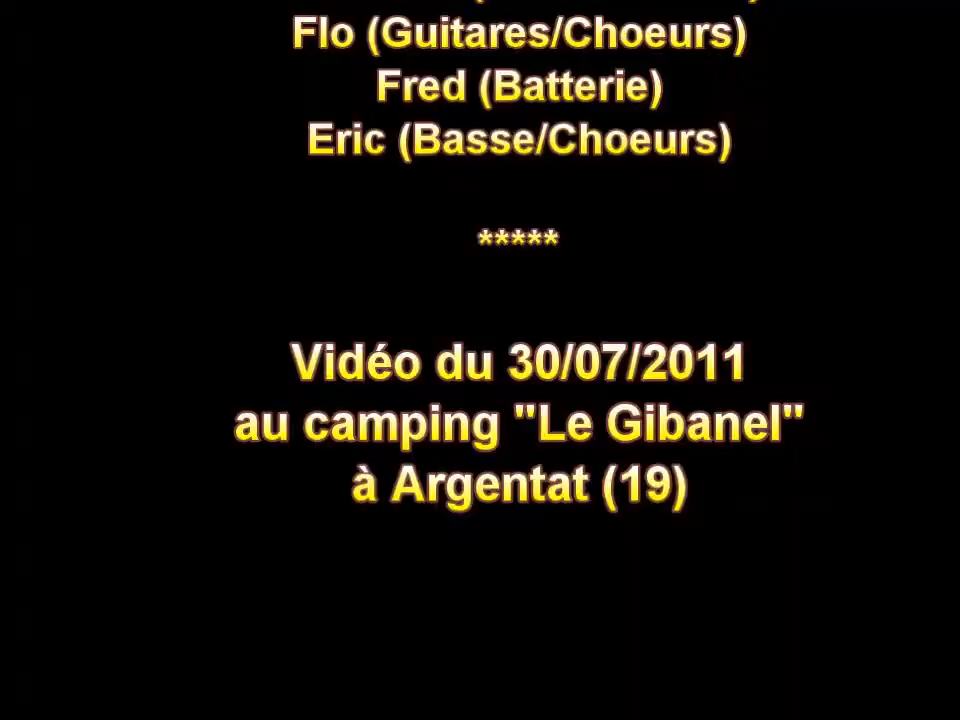 Flo (Guitares/Choeurs)
Fred (Batterie)
Eric (Basse/Choeurs)
*****
Vidéo du 30/07/2011
au camping "Le Gibanel"
à Argentat (19)